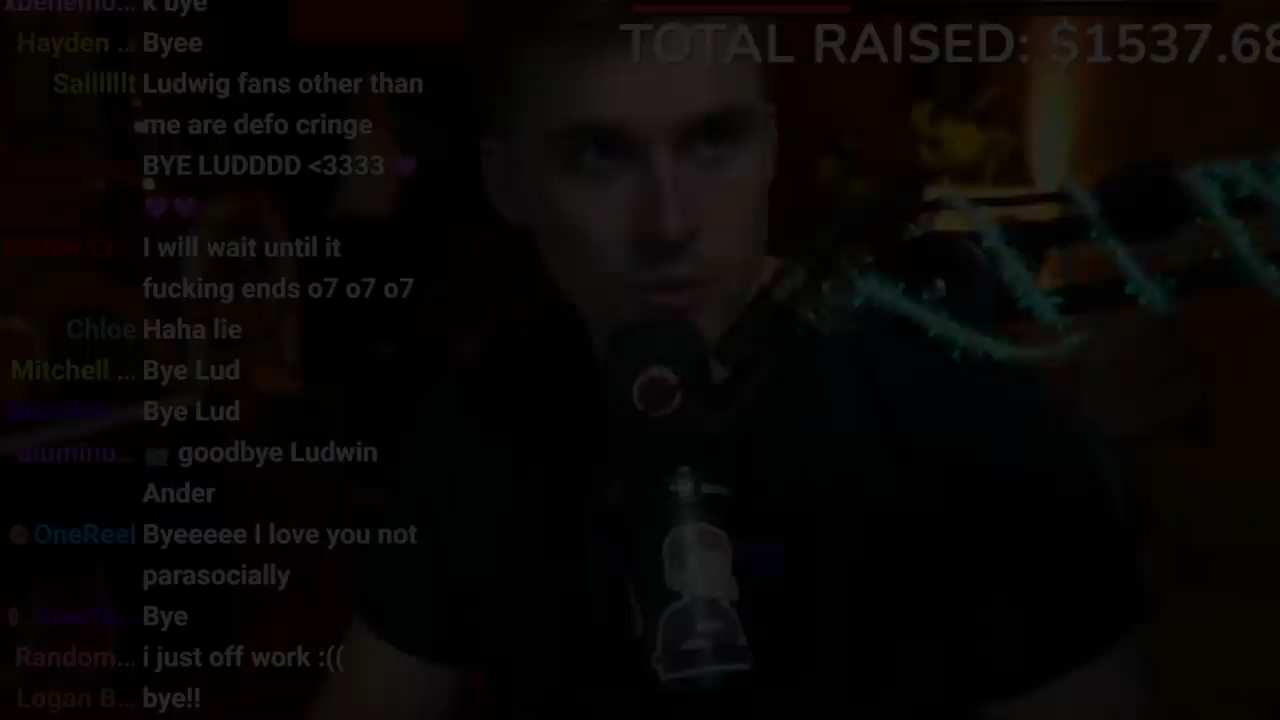 k bye
TOTAL RAISED: $1537.68
Hayden .. Byee
Salllllt Ludwig fans other than
me are defo cringe
BYE LUDDDD <3333
I will wait until it
fucking ends o7 o7 o7
Chloe Haha lie
Mitchell ... Bye Lud
Bye Lud
aluminu... goodbye Ludwin
Ander
OneReel Byeeeee I love you not
parasocially
Bye
Random... i just off work :((
Logan B... bye!!